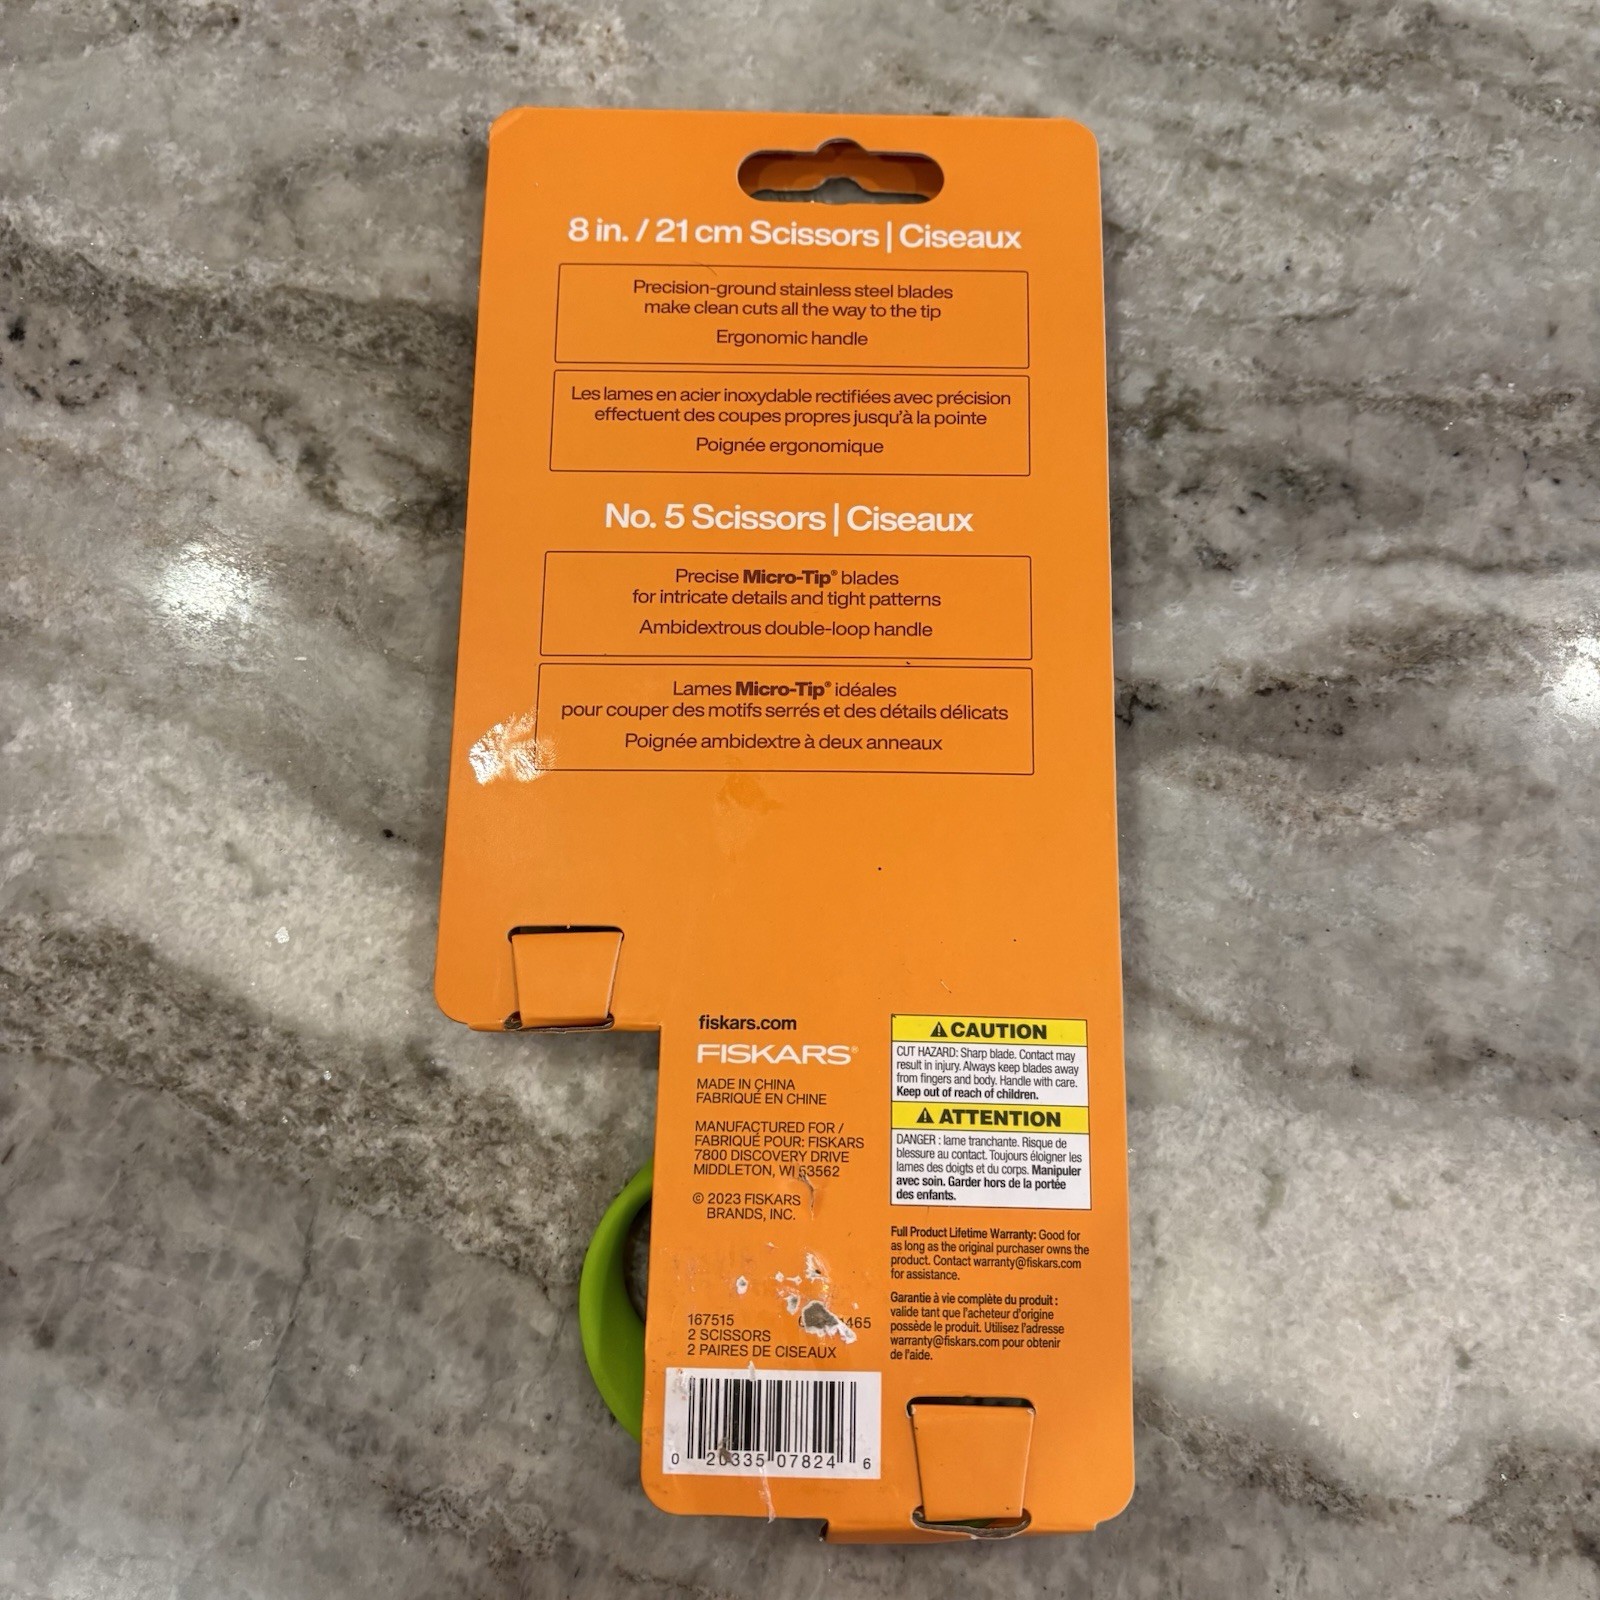 8 in. / 21 cm Scissors | Ciseaux
Precision-ground stainless steel blades
make clean cuts all the way to the tip
Ergonomic handle
Les lames en acier inoxydable rectifiées avec précision
effectuent des coupes propres jusqu'à la pointe
Poignée ergonomique
No. 5 Scissors | Ciseaux
Precise Micro-Tip® blades
for intricate details and tight patterns
Ambidextrous double-loop handle
Lames Micro-Tip® idéales
pour couper des motifs serrés et des détails délicats
Poignée ambidextre à deux anneaux
fiskars.com
FISKARS®
MADE IN CHINA
FABRIQUÉ EN CHINE
MANUFACTURED FOR /
FABRIQUÉ POUR: FISKARS
7800 DISCOVERY DRIVE
MIDDLETON, WI 53562
© 2023 FISKARS
BRANDS, INC.
167515
2 SCISSORS
2 PAIRES DE CISEAUX
0 20335 07824 6
⚠ CAUTION
CUT HAZARD: Sharp blade. Contact may
result in injury. Always keep blades away
from fingers and body. Handle with care.
Keep out of reach of children.
⚠ ATTENTION
DANGER : lame tranchante. Risque de
blessure au contact. Toujours éloigner les
lames des doigts et du corps. Manipuler
avec soin. Garder hors de la portée
des enfants.
Full Product Lifetime Warranty: Good for
as long as the original purchaser owns the
product. Contact warranty@fiskars.com
for assistance.
Garantie à vie complète du produit :
valide tant que l'acheteur d'origine
possède le produit. Utilisez l'adresse
warranty@fiskars.com pour obtenir
de l'aide.